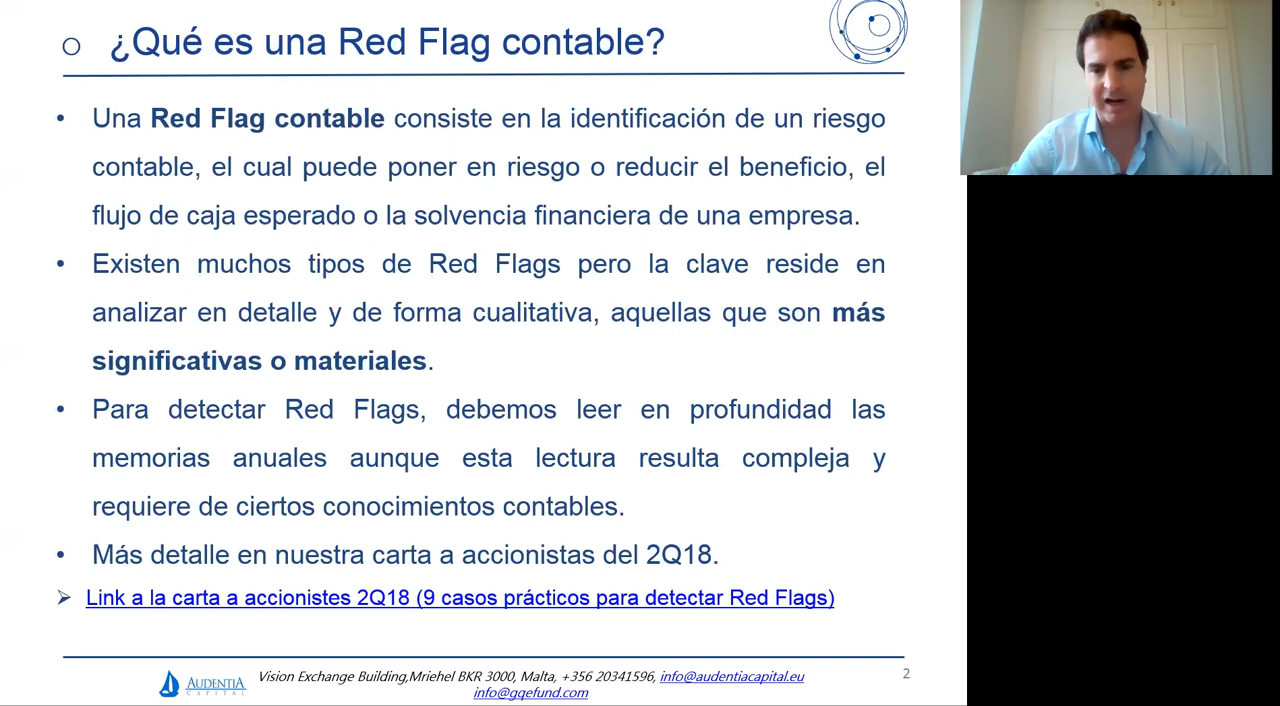 ¿Qué es una Red Flag contable?
• Una Red Flag contable consiste en la identificación de un riesgo
contable, el cual puede poner en riesgo o reducir el beneficio, el
flujo de caja esperado o la solvencia financiera de una empresa.
• Existen muchos tipos de Red Flags pero la clave reside en
analizar en detalle y de forma cualitativa, aquellas que son más
significativas o materiales.
• Para detectar Red Flags, debemos leer en profundidad las
memorias anuales aunque esta lectura resulta compleja y
requiere de ciertos conocimientos contables.
• Más detalle en nuestra carta a accionistas del 2Q18.
➢ Link a la carta a accionistes 2Q18 (9 casos prácticos para detectar Red Flags)
AUDENTIA
CAPITAL
Vision Exchange Building,Mriehel BKR 3000, Malta, +356 20341596, info@audentiacapital.eu
info@gqefund.com
2